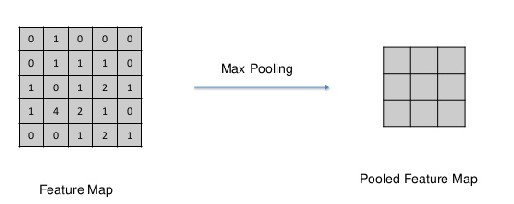 0 1 0 0 0
0 1 1 1 0
1 0 1 2 1
1 4 2 1 0
0 0 1 2 1
Max Pooling
Feature Map
Pooled Feature Map